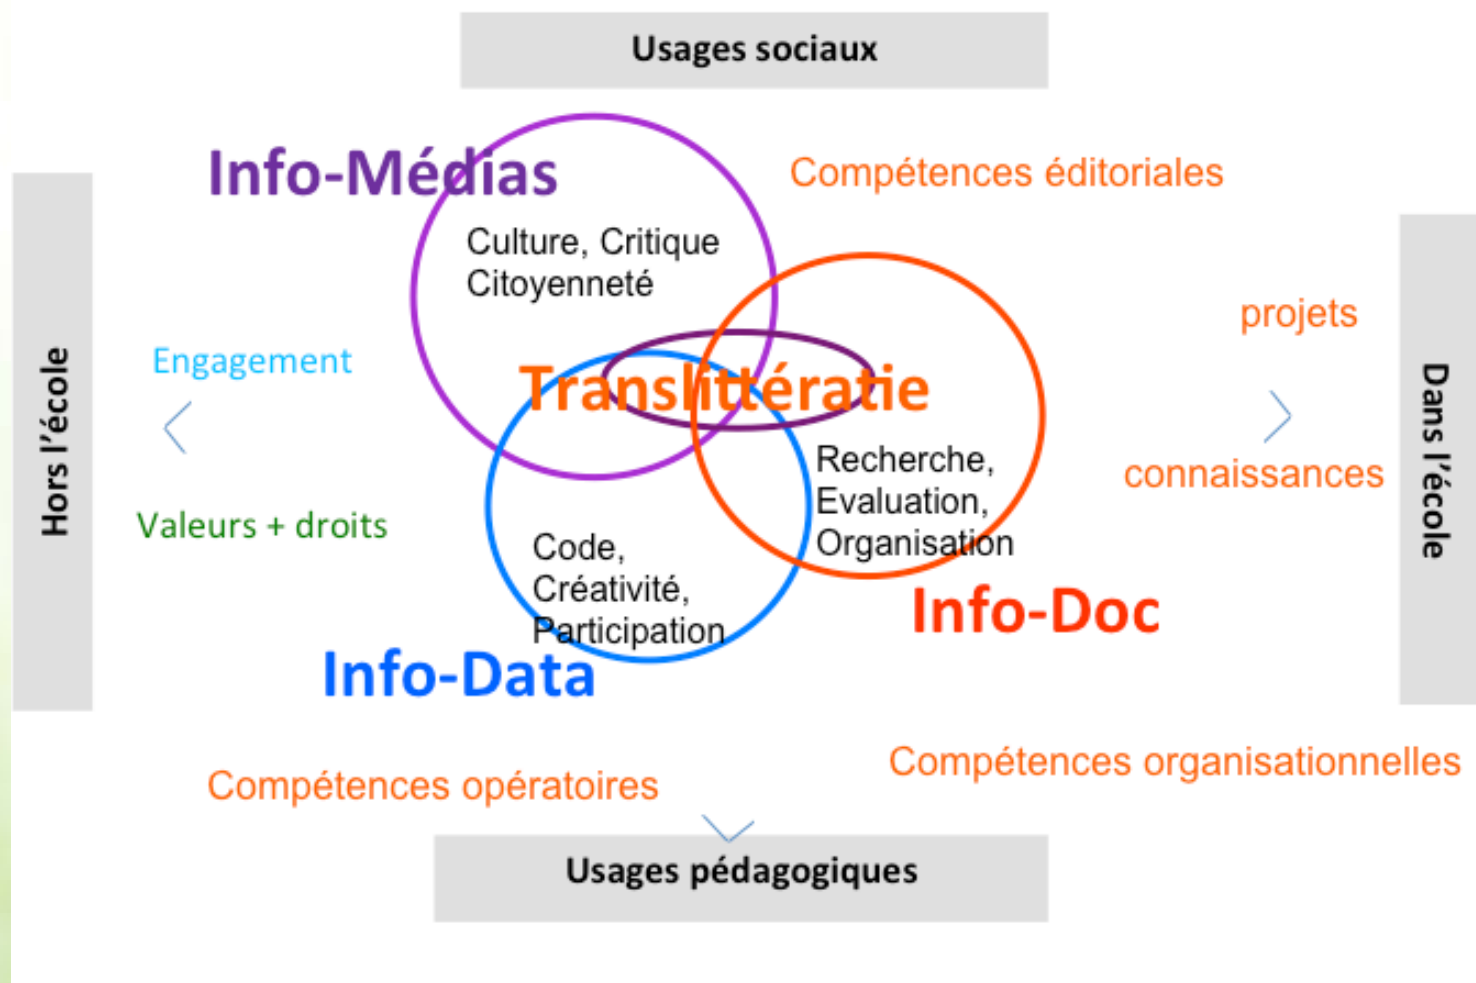 Usages sociaux
Info-Médias
Compétences éditoriales
Culture, Critique
Citoyenneté
projets
Engagement
Translittératie
Hors l'école
Dans l'école
Recherche,
Evaluation,
Organisation
connaissances
Valeurs + droits
Code,
Créativité,
Participation
Info-Doc
Info-Data
Compétences opératoires
Compétences organisationnelles
Usages pédagogiques